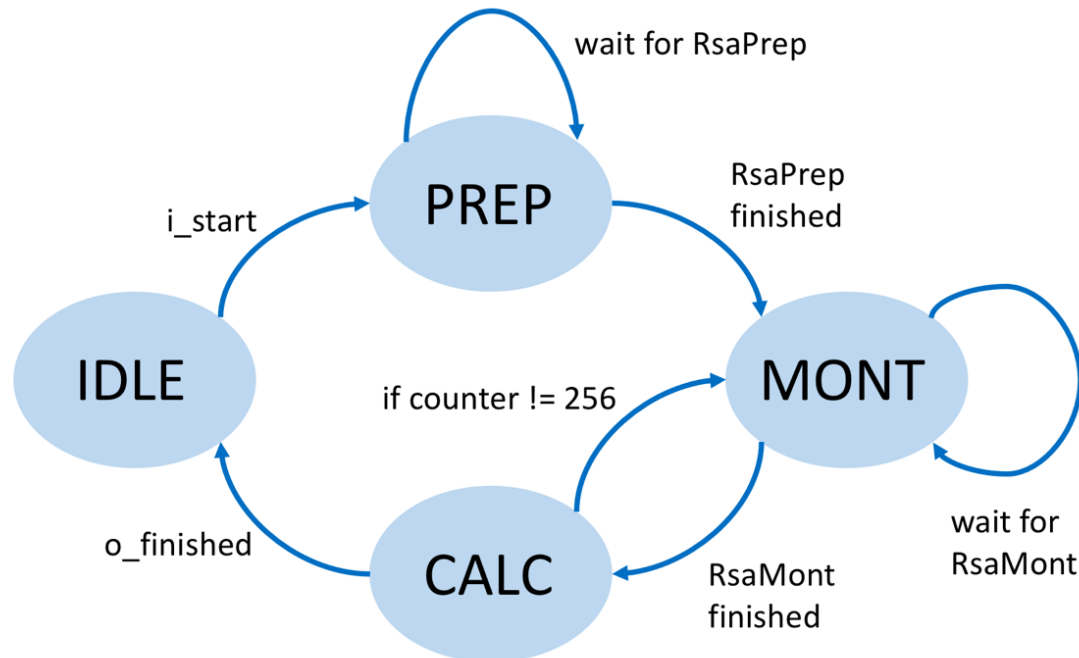 wait for RsaPrep
PREP
RsaPrep
finished
i_start
IDLE
MONT
if counter != 256
wait for
RsaMont
o_finished
CALC
RsaMont
finished